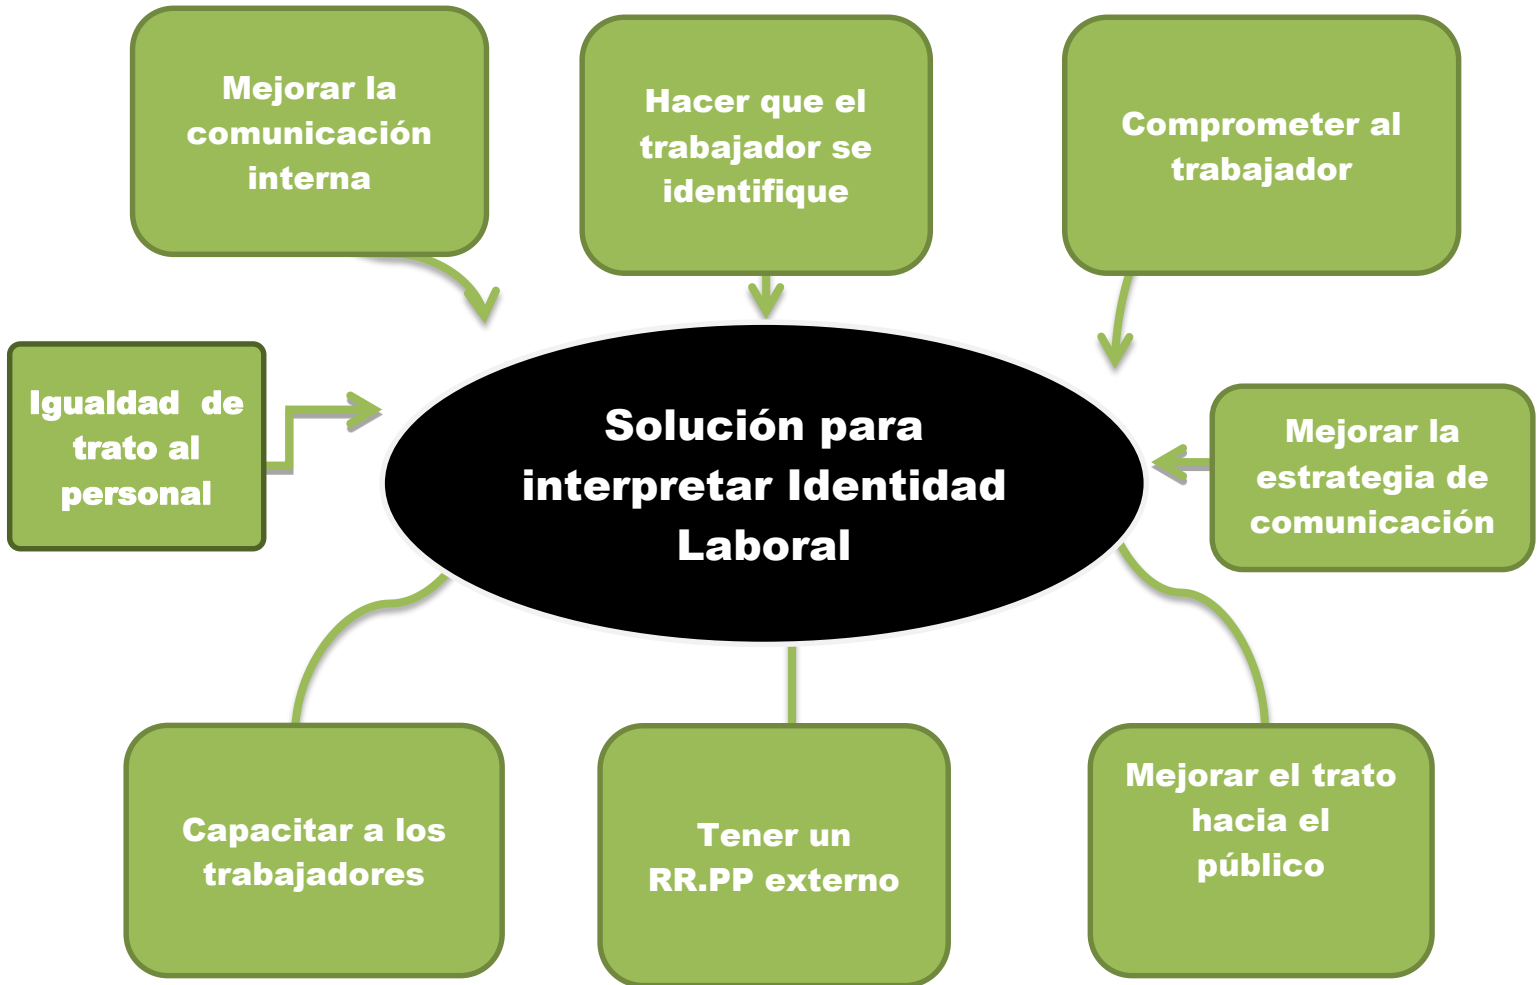 Mejorar la
comunicación
interna
Hacer que el
trabajador se
identifique
Comprometer al
trabajador
Igualdad  de
trato al
personal
Solución para
interpretar Identidad
Laboral
Mejorar la
estrategia de
comunicación
Capacitar a los
trabajadores
Tener un
RR.PP externo
Mejorar el trato
hacia el
público